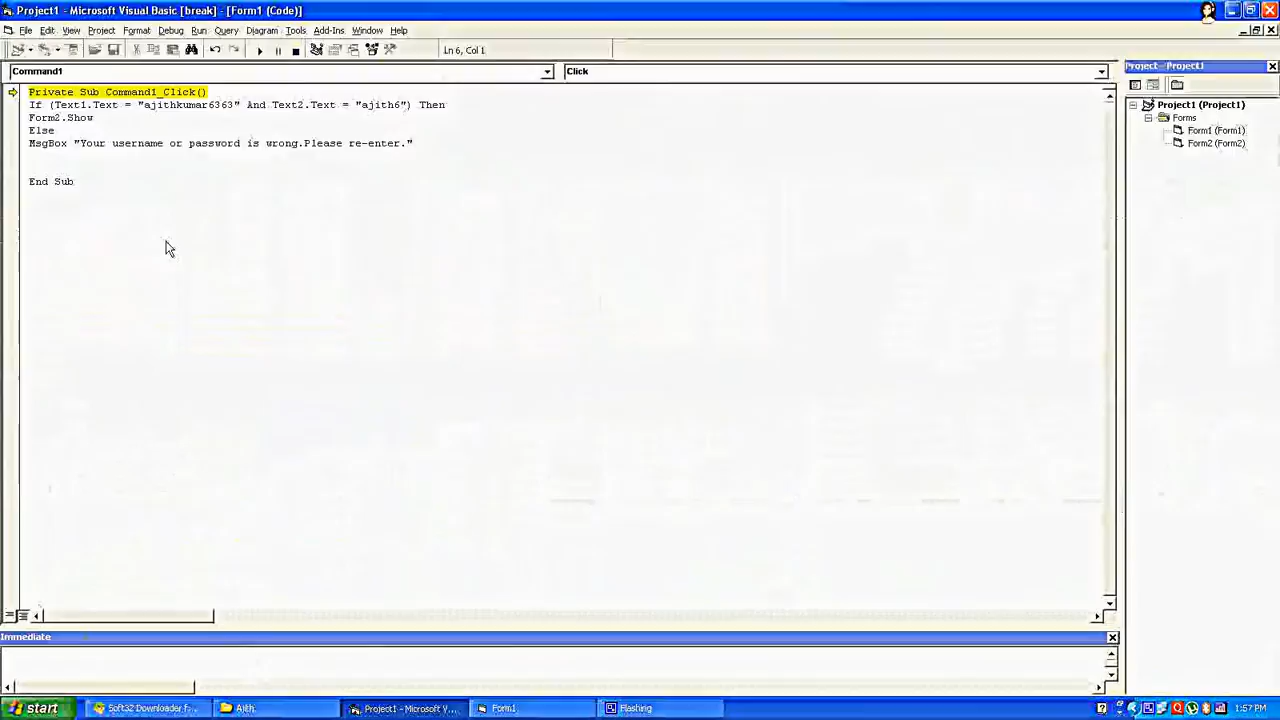 Project1 - Microsoft Visual Basic [break] - [Form1 (Code)]
File Edit View Project Format Debug Run Query Diagram Tools Add-Ins Window Help
Ln 6, Col 1
Command1 Click
Project - Project1
Private Sub Command1_Click()
If (Text1.Text = "ajithkumar6363" And Text2.Text = "ajith6") Then
Form2.Show
Else
MsgBox "Your username or password is wrong.Please re-enter."
End Sub
Project1 (Project1)
Forms
Form1 (Form1)
Form2 (Form2)
Immediate
start Soft32 Downloader F... Ajith Project1 - Microsoft V... Form1 Flashing 1:57 PM